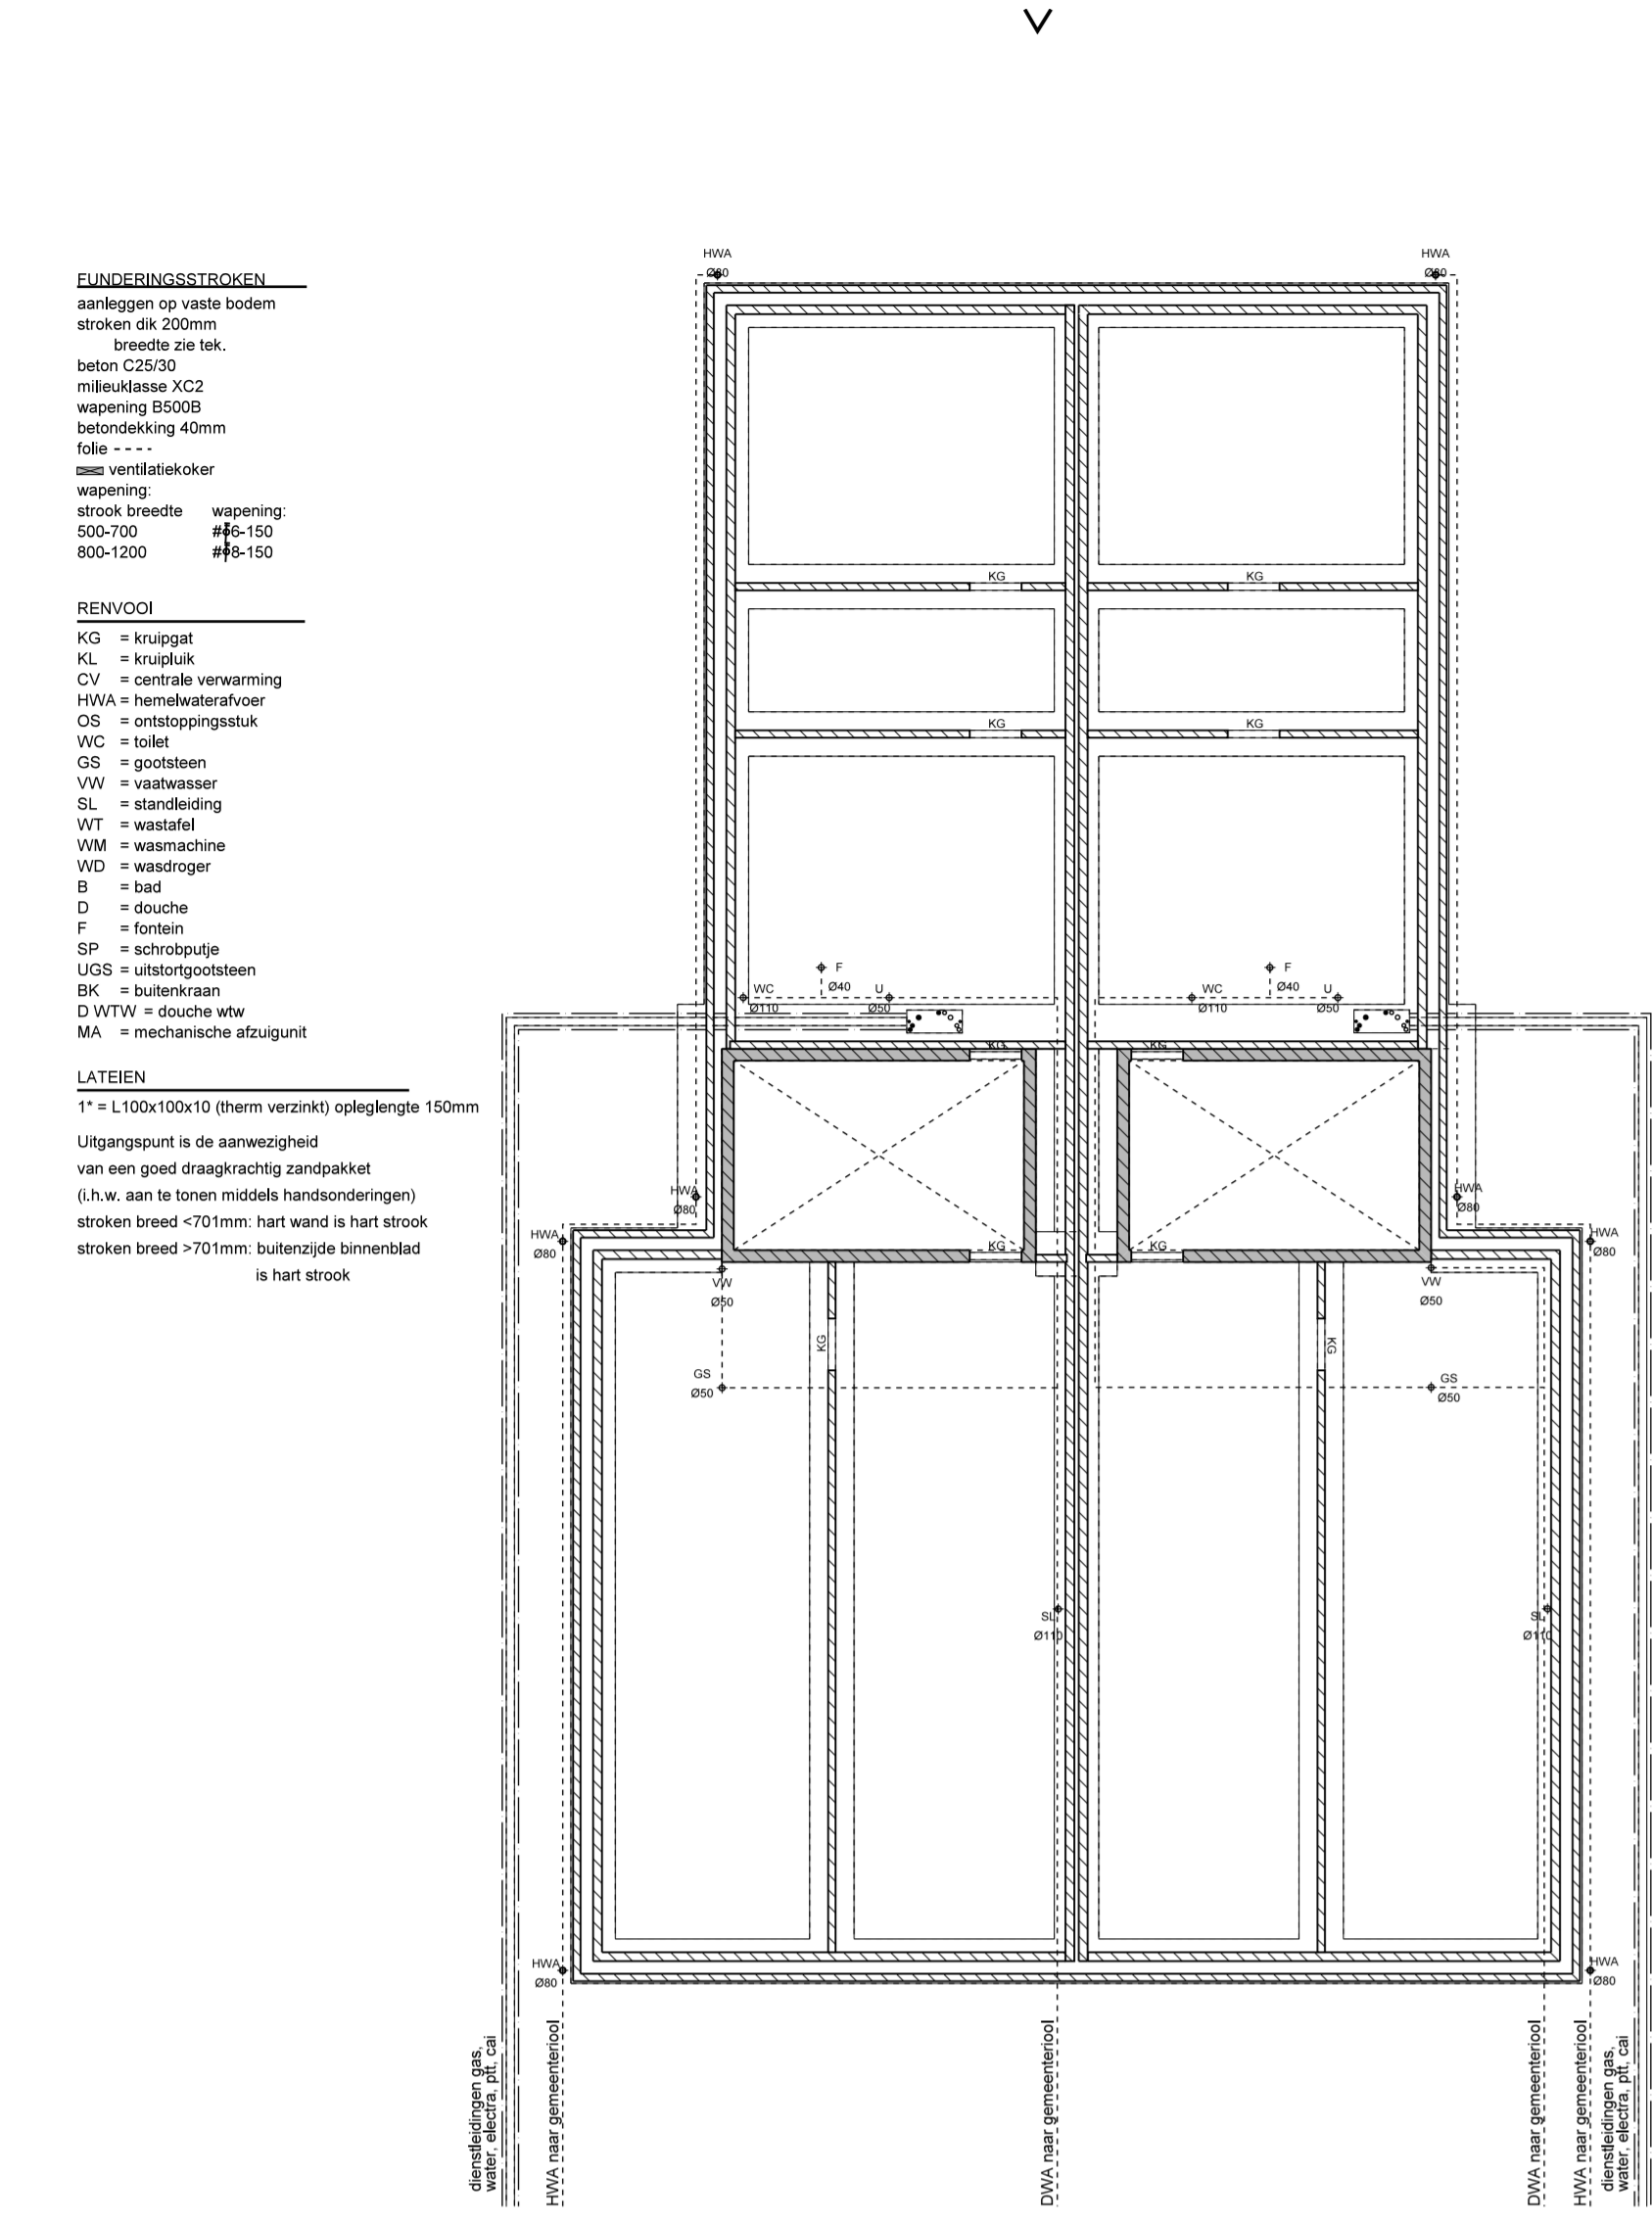 FUNDERINGSSTROKEN
aanleggen op vaste bodem
stroken dik 200mm
breedte zie tek.
beton C25/30
milieuklasse XC2
wapening B500B
betondekking 40mm
folie ----
ventilatiekoker
wapening:
strook breedte wapening:
500-700 #ϕ6-150
800-1200 #ϕ8-150
RENVOOI
KG = kruipgat
KL = kruipluik
CV = centrale verwarming
HWA = hemelwaterafvoer
OS = ontstoppingsstuk
WC = toilet
GS = gootsteen
VW = vaatwasser
SL = standleiding
WT = wastafel
WM = wasmachine
WD = wasdroger
B = bad
D = douche
F = fontein
SP = schrobputje
UGS = uitstortgootsteen
BK = buitenkraan
D WTW = douche wtw
MA = mechanische afzuigunit
LATEIEN
1* = L100x100x10 (therm verzinkt) opleglengte 150mm
Uitgangspunt is de aanwezigheid
van een goed draagkrachtig zandpakket
(i.h.w. aan te tonen middels handsonderingen)
stroken breed <701mm: hart wand is hart strook
stroken breed >701mm: buitenzijde binnenblad
is hart strook
HWA
Ø80
HWA
Ø80
KG
KG
KG
KG
F
Ø40
WC
Ø110
U
Ø50
F
Ø40
WC
Ø110
U
Ø50
KG
KG
HWA
Ø80
HWA
Ø80
HWA
Ø80
HWA
Ø80
KG
KG
VW
Ø50
VW
Ø50
KG
KG
GS
Ø50
GS
Ø50
SL
Ø110
SL
Ø110
HWA
Ø80
HWA
Ø80
dienstleidingen gas,
water, electra, ptt, cai
HWA naar gemeenteriool
DWA naar gemeenteriool
DWA naar gemeenteriool
HWA naar gemeenteriool
dienstleidingen gas,
water, electra, ptt, cai